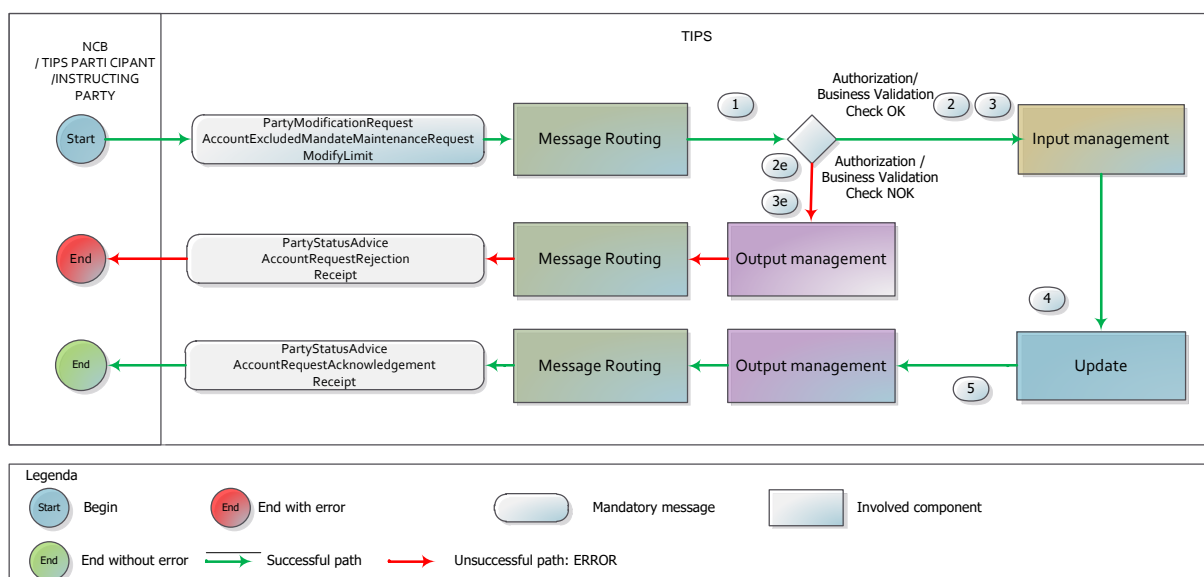 NCB
/ TIPS PARTI CIPANT
/INSTRUCTING
PARTY
TIPS
Start
PartyModificationRequest
AccountExcludedMandateMaintenanceRequest
ModifyLimit
Message Routing
1
Authorization/
Business Validation
Check OK
2
3
Input management
2e
3e
Authorization /
Business Validation
Check NOK
End
PartyStatusAdvice
AccountRequestRejection
Receipt
Message Routing
Output management
4
End
PartyStatusAdvice
AccountRequestAcknowledgement
Receipt
Message Routing
Output management
5
Update
Legenda
Start
Begin
End
End with error
Mandatory message
Involved component
End
End without error
Successful path
Unsuccessful path: ERROR